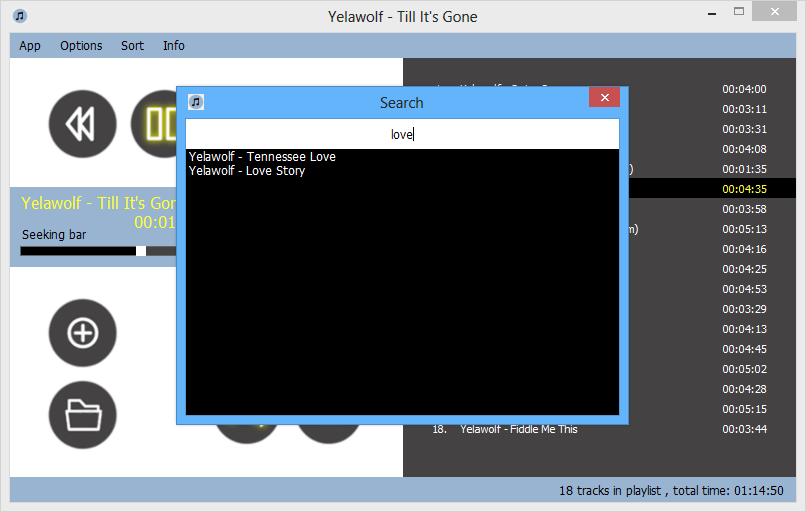 Yelawolf - Till It's Gone
App Options Sort Info
Search
love
Yelawolf - Tennessee Love
Yelawolf - Love Story
Yelawolf - Till It's Gon
00:01
Seeking bar
00:04:00
00:03:11
00:03:31
00:04:08
) 00:01:35
00:04:35
00:03:58
m) 00:05:13
00:04:16
00:04:25
00:04:53
00:03:29
00:04:13
00:04:45
00:05:02
00:04:28
00:05:15
18. Yelawolf - Fiddle Me This 00:03:44
18 tracks in playlist , total time: 01:14:50